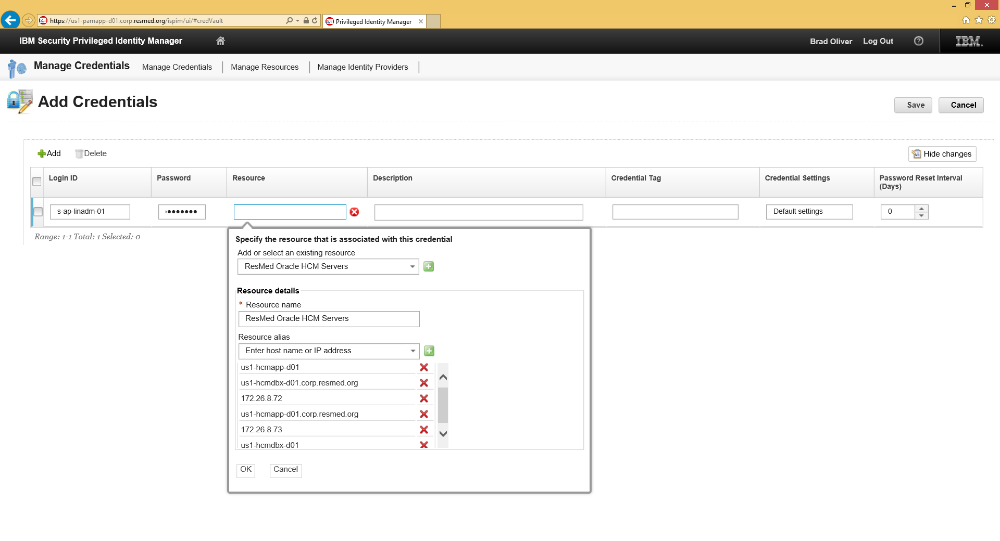 https://us1-pamapp-d01.corp.resmed.org/ispim/ui/#credVault
Privileged Identity Manager
IBM Security Privileged Identity Manager
Brad Oliver
Log Out
IBM
Manage Credentials
Manage Credentials
Manage Resources
Manage Identity Providers
Add Credentials
Save
Cancel
Add
Delete
Hide changes
Login ID
Password
Resource
Description
Credential Tag
Credential Settings
Password Reset Interval
(Days)
s-ap-linadm-01
Default settings
0
Range: 1-1 Total: 1 Selected: 0
Specify the resource that is associated with this credential
Add or select an existing resource
ResMed Oracle HCM Servers
Resource details
* Resource name
ResMed Oracle HCM Servers
Resource alias
Enter host name or IP address
us1-hcmapp-d01
us1-hcmdbx-d01.corp.resmed.org
172.26.8.72
us1-hcmapp-d01.corp.resmed.org
172.26.8.73
us1-hcmdbx-d01
OK
Cancel